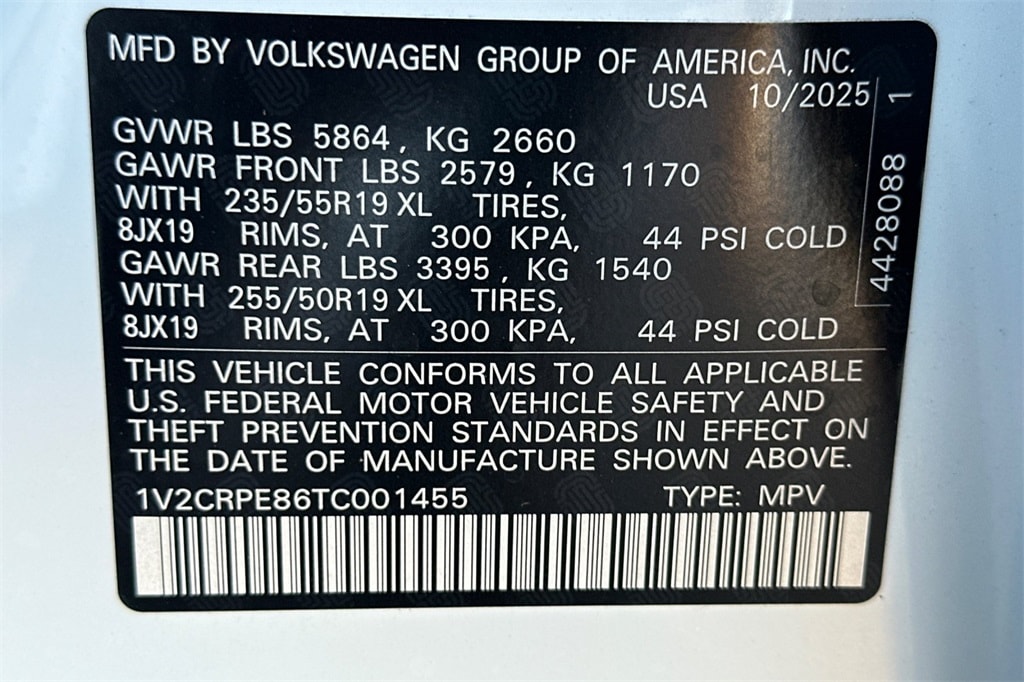 MFD BY VOLKSWAGEN GROUP OF AMERICA, INC.
USA 10/2025
GVWR LBS 5864, KG 2660
GAWR FRONT LBS 2579, KG 1170
WITH 235/55R19 XL TIRES,
8JX19 RIMS, AT 300 KPA, 44 PSI COLD
GAWR REAR LBS 3395, KG 1540
WITH 255/50R19 XL TIRES,
8JX19 RIMS, AT 300 KPA, 44 PSI COLD
4428088 1
THIS VEHICLE CONFORMS TO ALL APPLICABLE
U.S. FEDERAL MOTOR VEHICLE SAFETY AND
THEFT PREVENTION STANDARDS IN EFFECT ON
THE DATE OF MANUFACTURE SHOWN ABOVE.
1V2CRPE86TC001455 TYPE: MPV